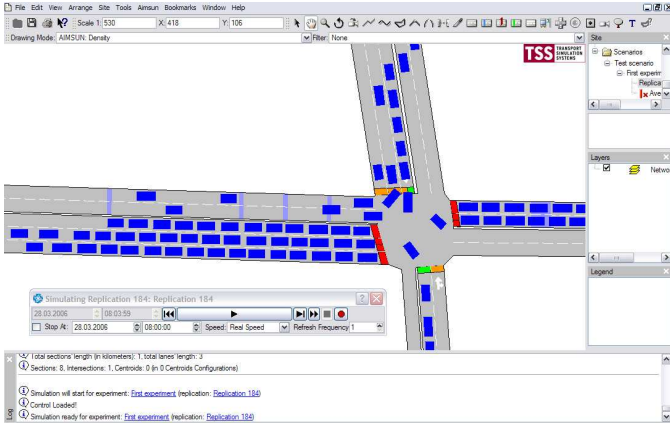 File Edit View Arrange Site Tools Aimsun Bookmarks Window Help
Scale 1: 530 X: 418 Y: 106
Drawing Mode: AIMSUN: Density Filter: None
Site
TSS TRANSPORT SIMULATION SYSTEMS
Scenarios
Test scenario
First experim
Replica
Ave
Layers
Netwo
Legend
Simulating Replication 184: Replication 184
28.03.2006 08:03:59
Stop At: 28.03.2006 08:00:00 Speed: Real Speed Refresh Frequency 1
Total sections' length (in kilometers): 1, total lanes' length: 3
Sections: 8, Intersections: 1, Centroids: 0 (in 0 Centroids Configurations)
Simulation will start for experiment: First experiment (replication: Replication 184)
Control Loaded!
Simulation ready for experiment: First experiment (replication: Replication 184)
Log